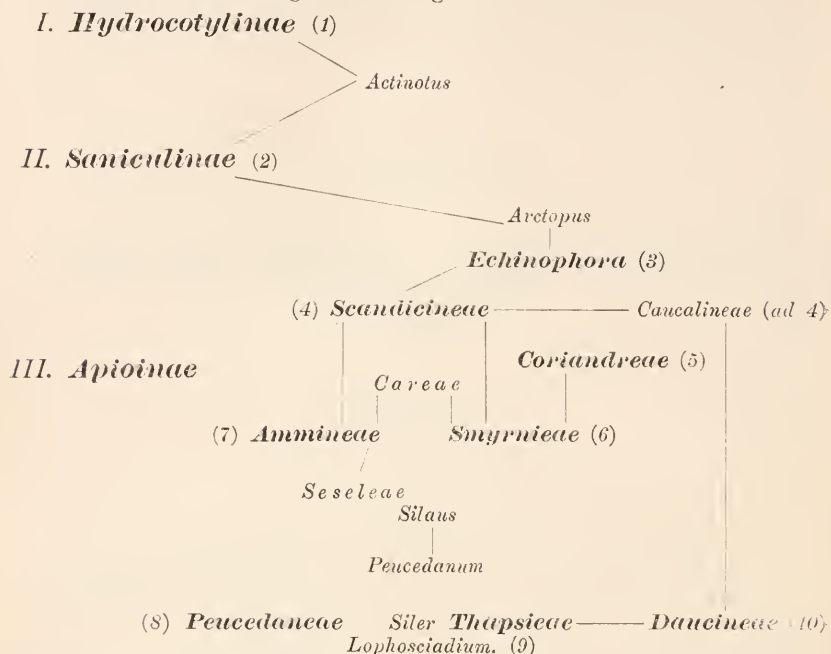 I. Hydrocotylinae (1)
Actinotus
II. Saniculinae (2)
Arctopus
Echinophora (3)
(4) Scandicineae Caucalineae (ad 4)
III. Apioinae Coriandreae (5)
Careae
(7) Ammineae Smyrnieae (6)
Seseleae
Silaus
Peucedanum
(8) Peucedaneae Siler Thapsieae Daucineae (10)
Lophosciadium. (9)